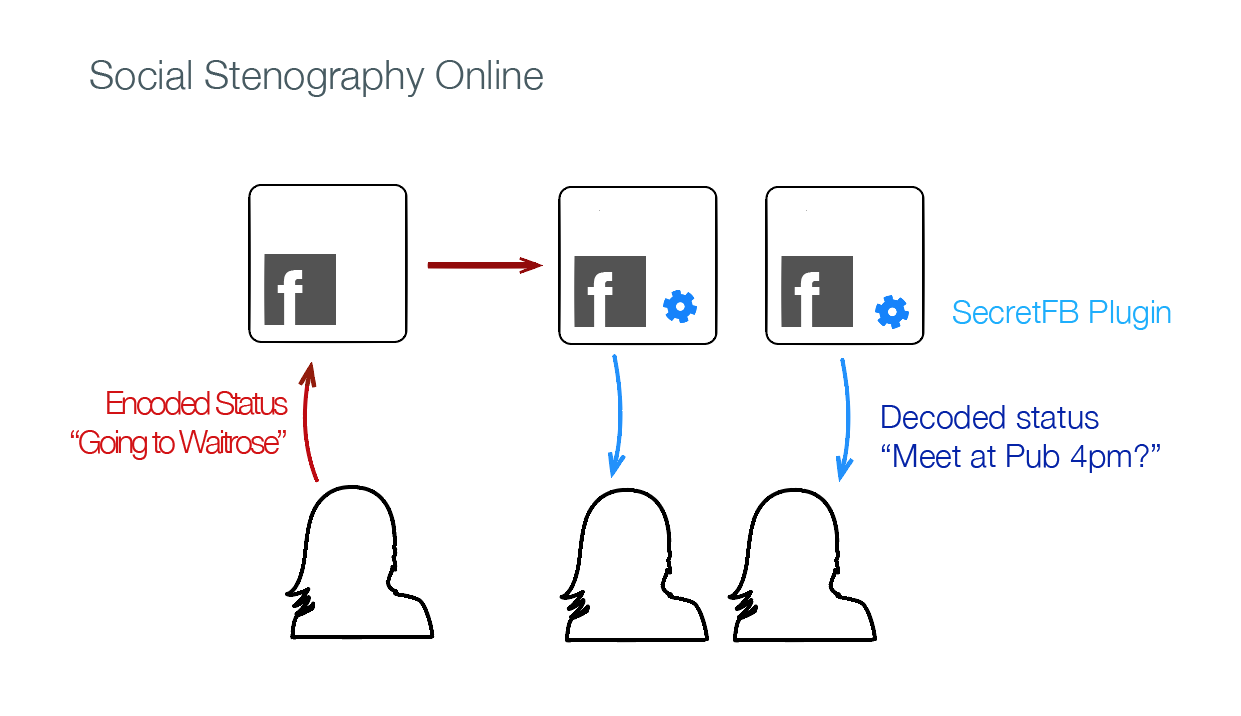 Social Stenography Online
f
f
f
SecretFB Plugin
Encoded Status
“Going to Waitrose”
Decoded status
“Meet at Pub 4pm?”